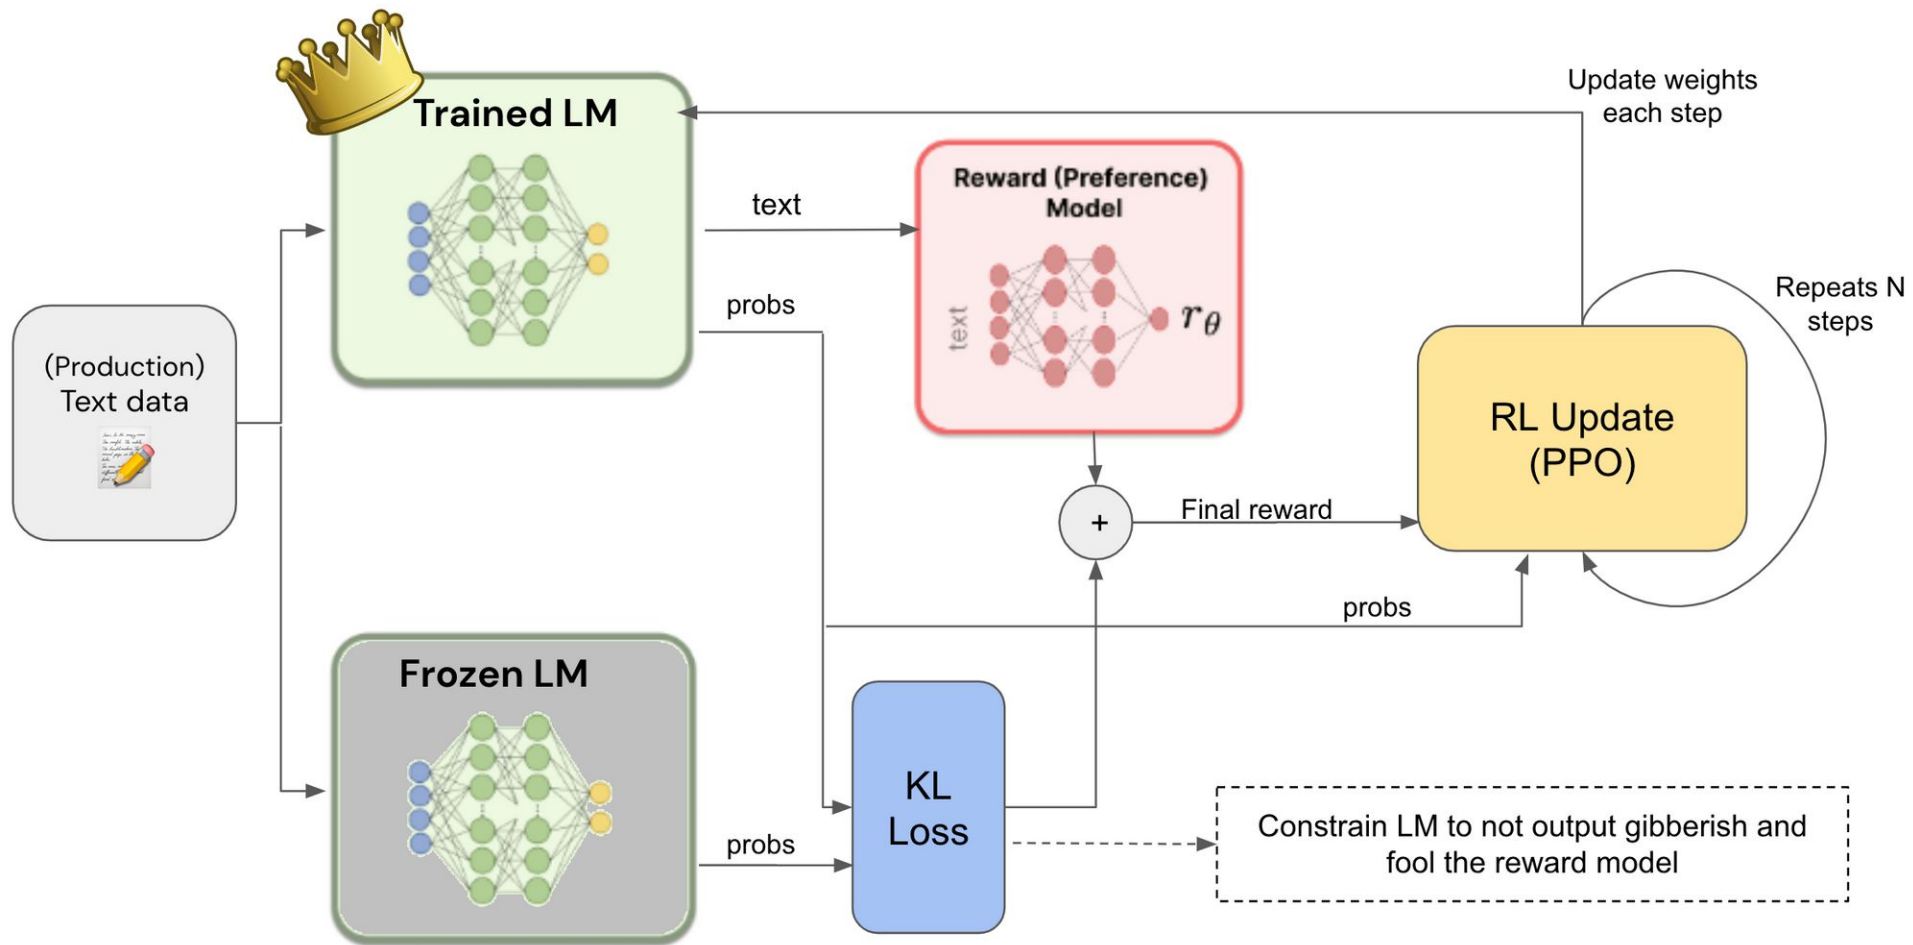 Trained LM
Update weights
each step
Reward (Preference)
Model
text
probs
text
r_θ
Repeats N
steps
(Production)
Text data
RL Update
(PPO)
+
Final reward
probs
Frozen LM
KL
Loss
probs
Constrain LM to not output gibberish and
fool the reward model